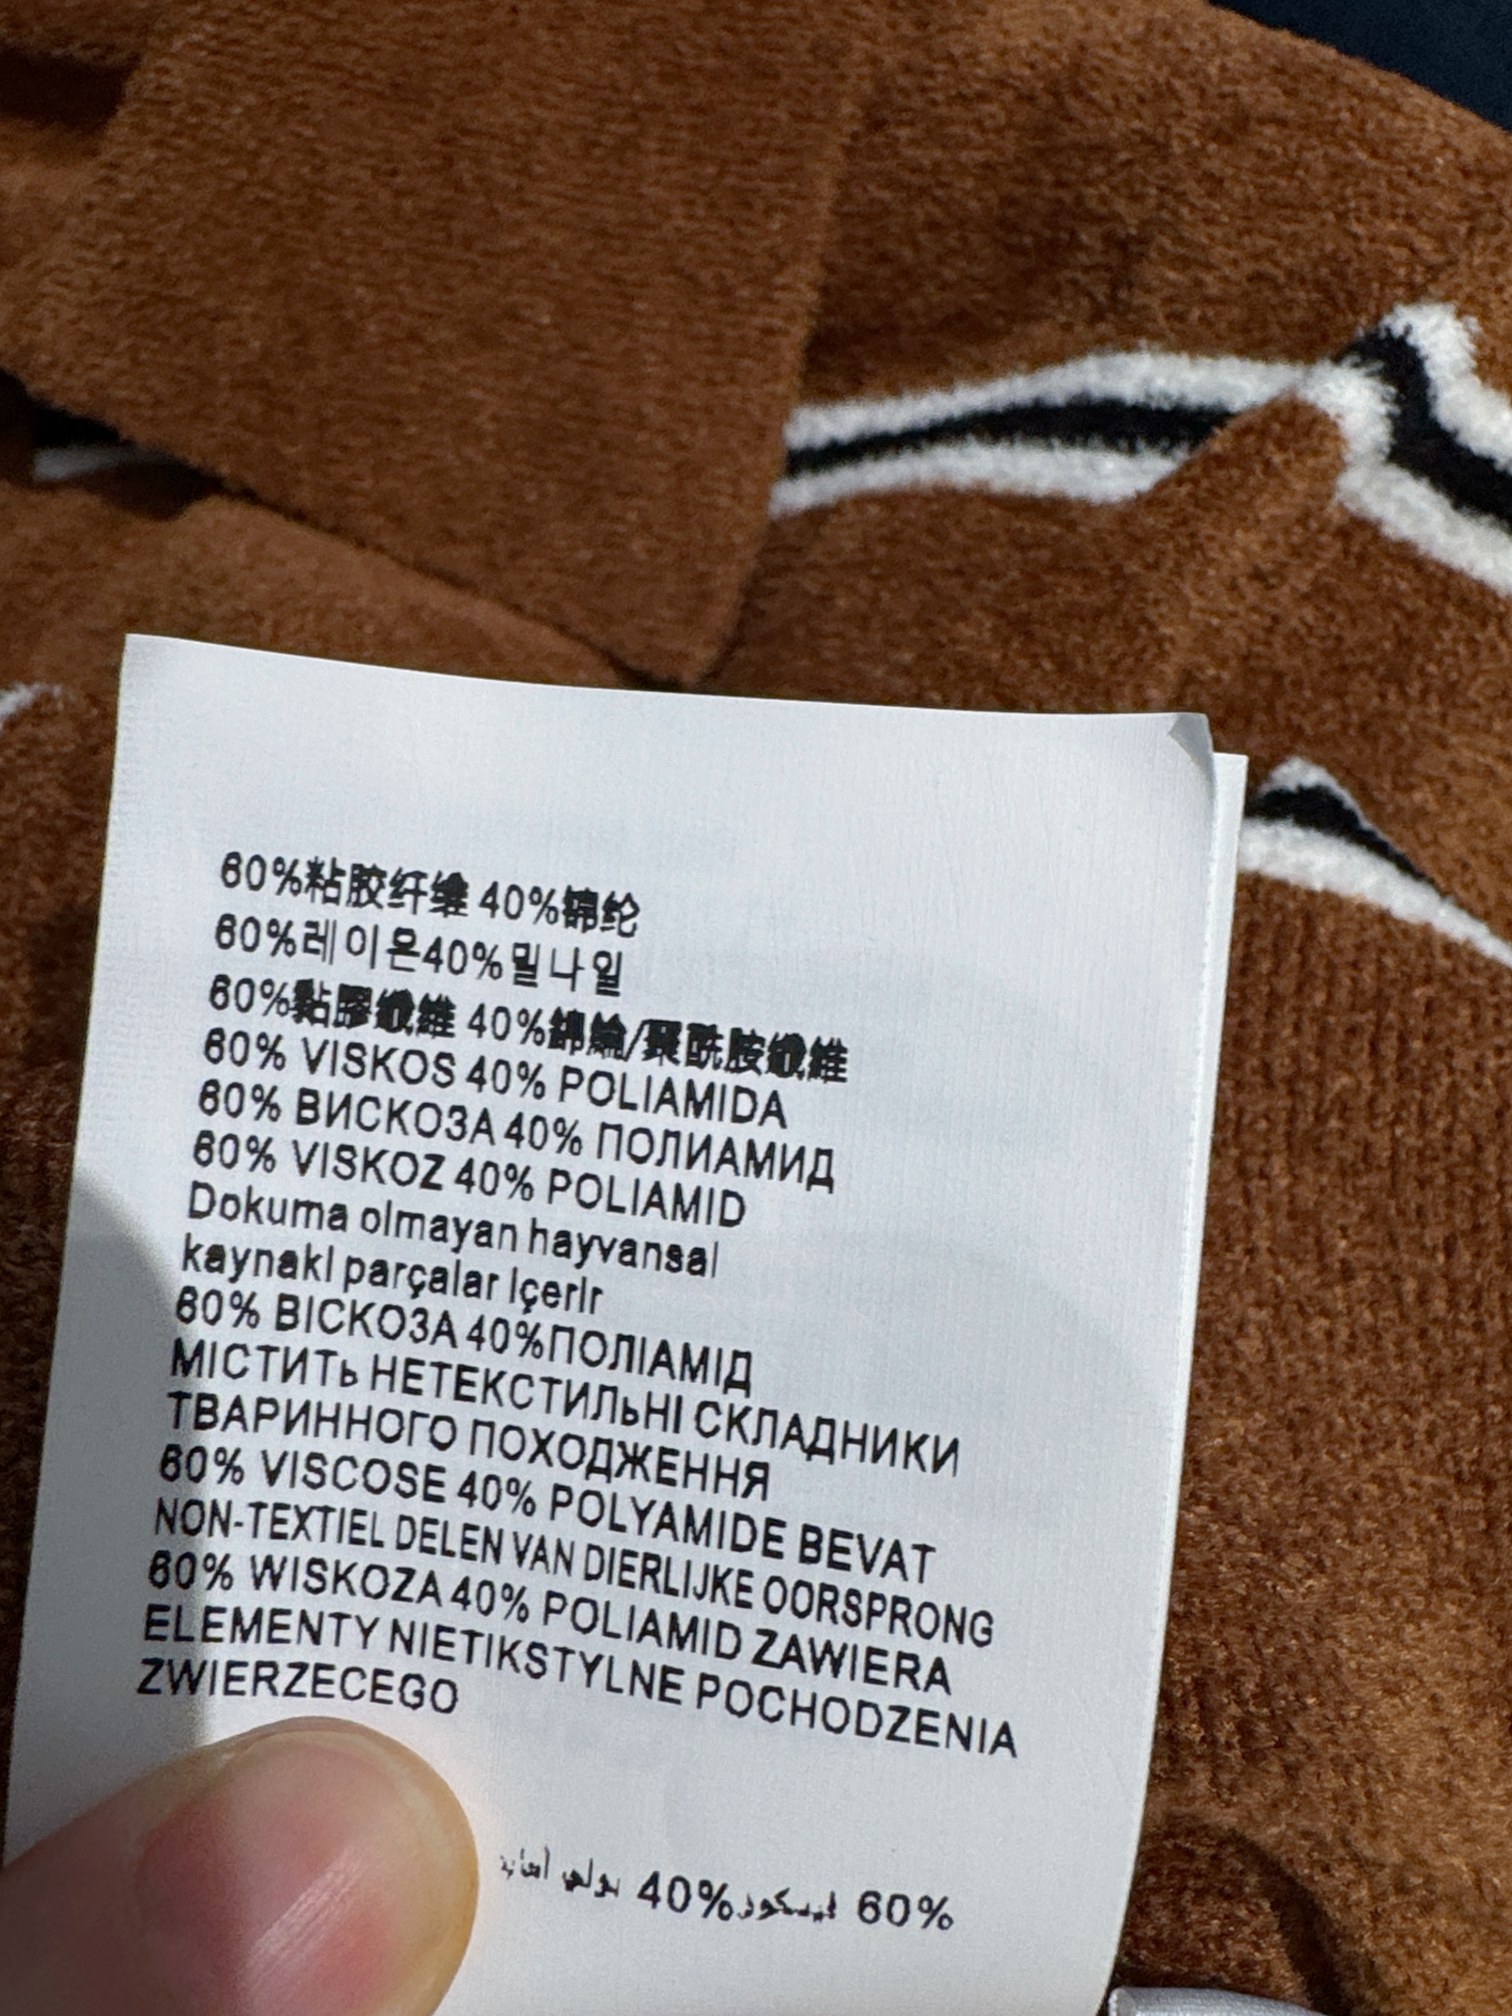 60%粘胶纤维 40%锦纶
60%레이온40%밀나일
60%黏膠纖維 40%錦綸/聚酰胺纖維
60% VISKOS 40% POLIAMIDA
60% ВИСКОЗА 40% ПОЛИАМИД
60% VISKOZ 40% POLIAMID
Dokuma olmayan hayvansal
kaynakl parçalar Içerlr
60% ВІСКОЗА 40%ПОЛІАМІД
МІСТИТЬ НЕТЕКСТИЛЬНІ СКЛАДНИКИ
ТВАРИННОГО ПОХОДЖЕННЯ
60% VISCOSE 40% POLYAMIDE BEVAT
NON-TEXTIEL DELEN VAN DIERLIJKE OORSPRONG
60% WISKOZA 40% POLIAMID ZAWIERA
ELEMENTY NIETIKSTYLNE POCHODZENIA
ZWIERZECEGO
60% 40%